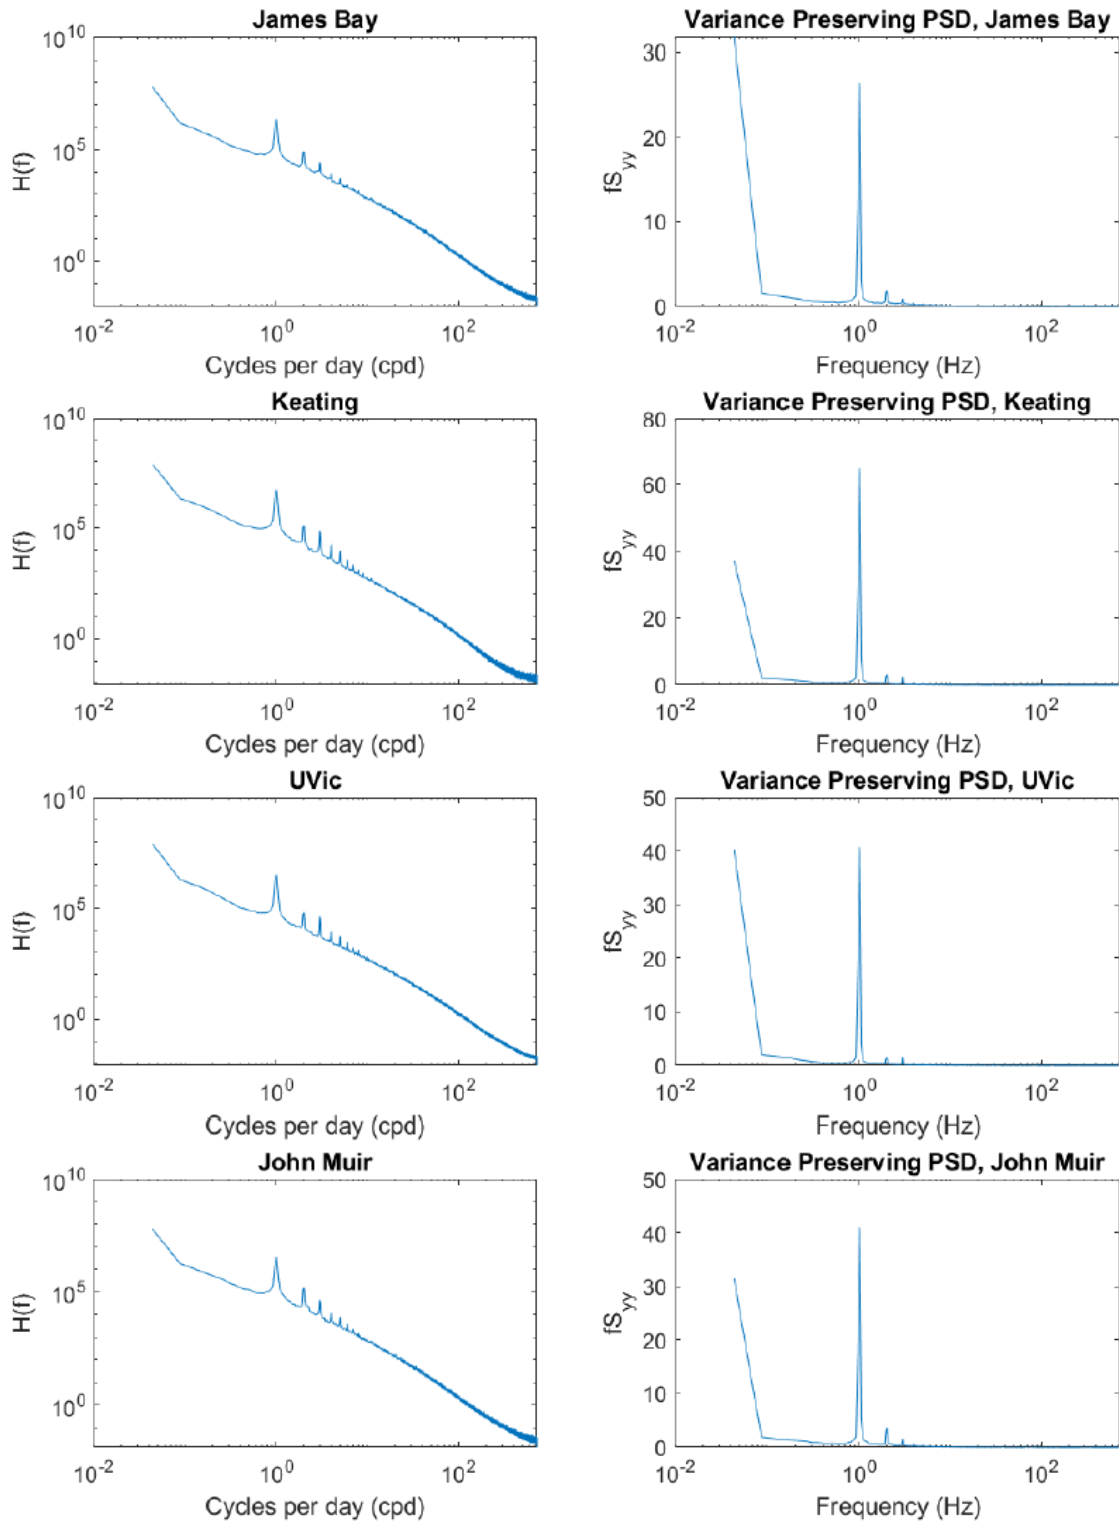 James Bay
Variance Preserving PSD, James Bay
10^10
10^5
10^0
H(f)
10^-2 10^0 10^2
Cycles per day (cpd)
30
20
10
0
fS_yy
10^-2 10^0 10^2
Frequency (Hz)
Keating
Variance Preserving PSD, Keating
10^10
10^5
10^0
H(f)
10^-2 10^0 10^2
Cycles per day (cpd)
80
60
40
20
0
fS_yy
10^-2 10^0 10^2
Frequency (Hz)
UVic
Variance Preserving PSD, UVic
10^10
10^5
10^0
H(f)
10^-2 10^0 10^2
Cycles per day (cpd)
50
40
30
20
10
0
fS_yy
10^-2 10^0 10^2
Frequency (Hz)
John Muir
Variance Preserving PSD, John Muir
10^10
10^5
10^0
H(f)
10^-2 10^0 10^2
Cycles per day (cpd)
50
40
30
20
10
0
fS_yy
10^-2 10^0 10^2
Frequency (Hz)